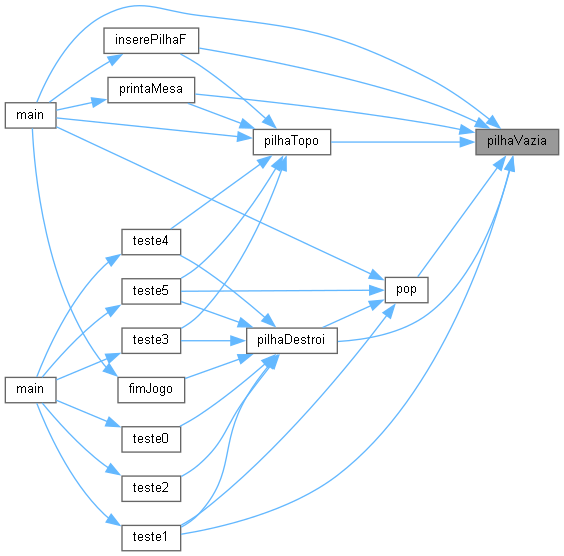 inserePilhaF
printaMesa
main
pilhaTopo
pilhaVazia
teste4
teste5
pop
teste3
pilhaDestroi
main
fimJogo
teste0
teste2
teste1